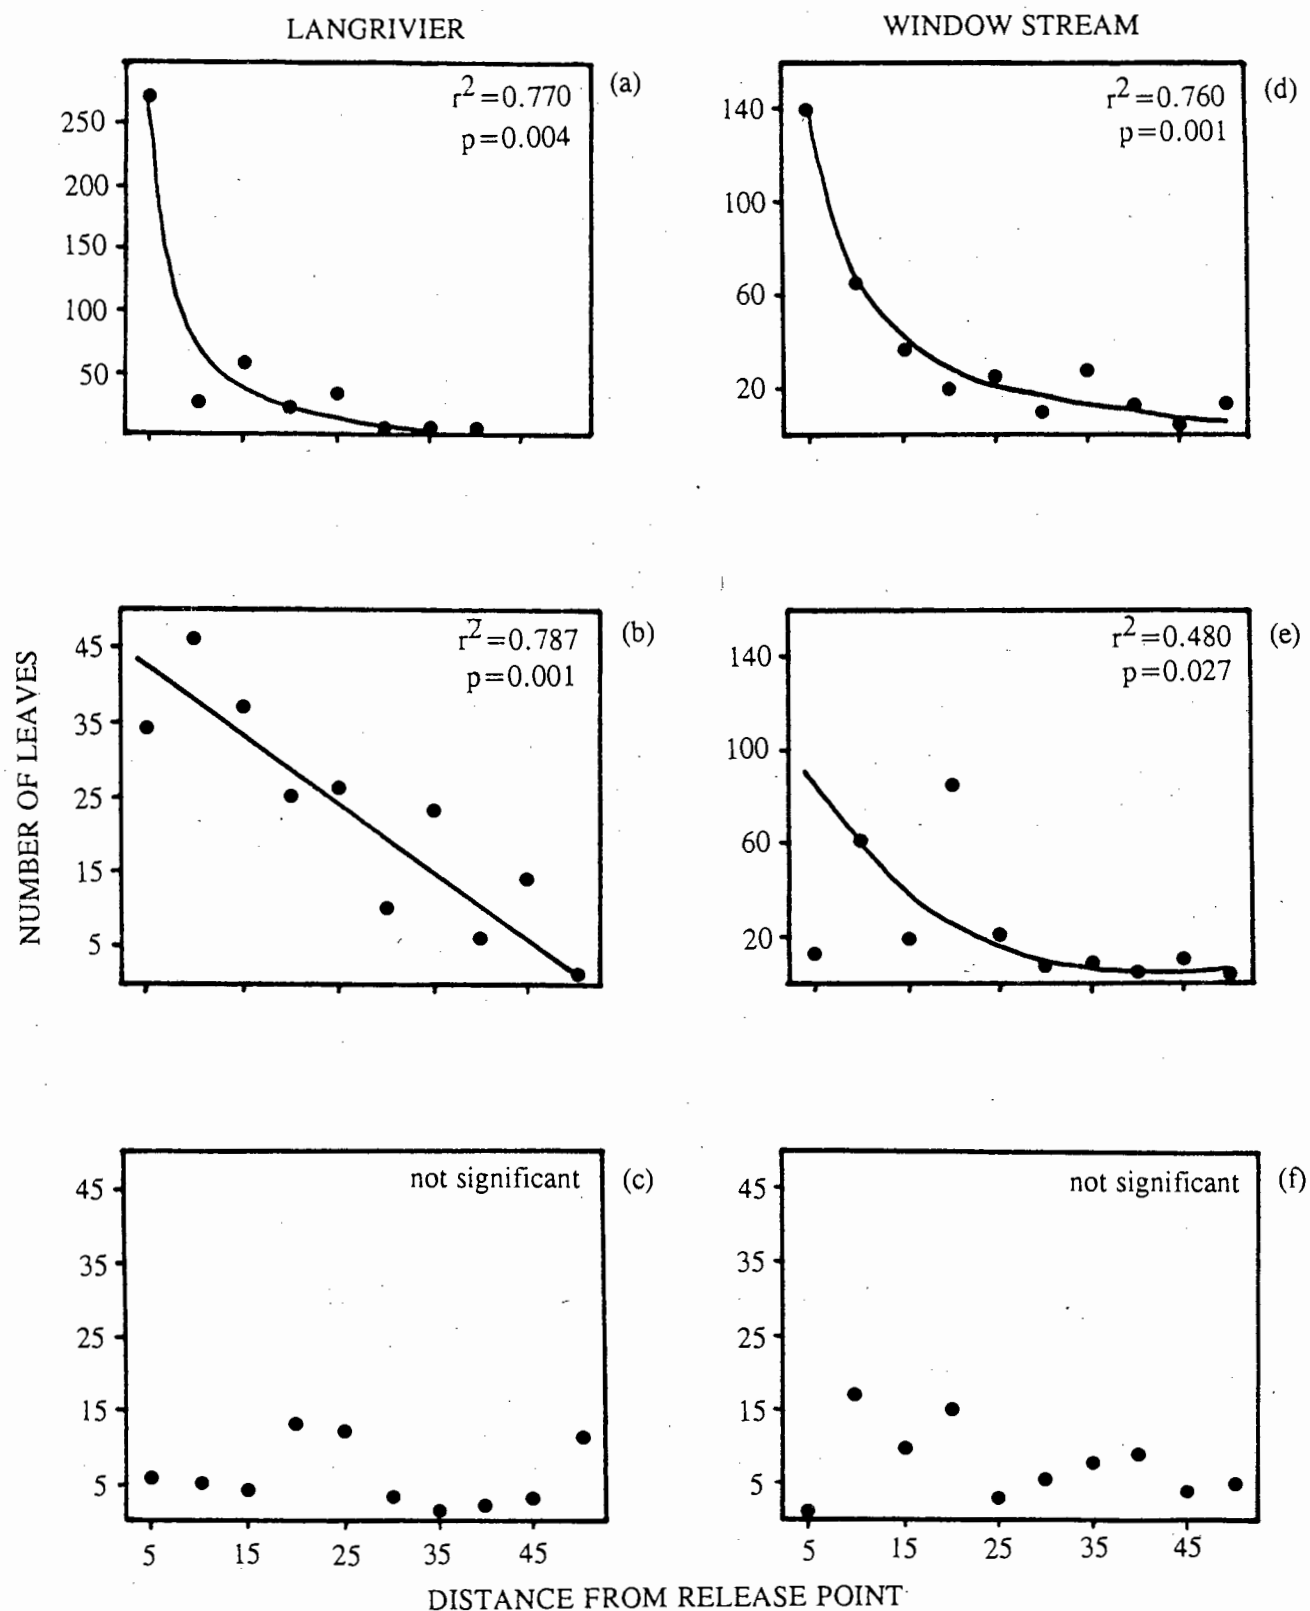 LANGRIVIER
WINDOW STREAM
r²=0.770
p=0.004
(a)
250
200
150
100
50
r²=0.760
p=0.001
(d)
140
100
60
20
NUMBER OF LEAVES
r²=0.787
p=0.001
(b)
45
35
25
15
5
r²=0.480
p=0.027
(e)
140
100
60
20
not significant
(c)
45
35
25
15
5
5 15 25 35 45
not significant
(f)
45
35
25
15
5
5 15 25 35 45
DISTANCE FROM RELEASE POINT